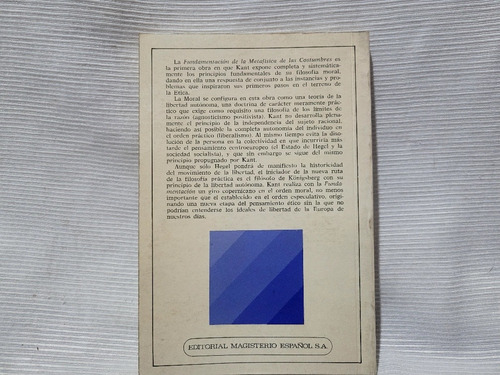 La Fundamentación de la Metafísica de las Costumbres es
la primera obra en que Kant expone completa y sistemática-
mente los principios fundamentales de su filosofía moral,
dando en ella una respuesta de conjunto a las instancias y pro-
blemas que inspiraran sus primeros pasos en el terreno de
la Etica.
La Moral se configura en esta obra como una teoría de la
libertad autónoma, una doctrina de carácter meramente prác-
tico que exige como requisito una filosofía de los límites de
la razón (agnosticismo positivista). Kant no desarrolla plena-
mente el principio de la independencia del sujeto racional,
haciendo así posible la completa autonomía del individuo en
el orden práctico (liberalismo). Al mismo tiempo evita la diso-
lución de la persona en la colectividad en que incurriría más
tarde el pensamiento centroeuropeo (el Estado de Hegel y la
sociedad socialista), y que sin embargo se sigue del mismo
principio propugnado por Kant.
Aunque sólo Hegel pondrá de manifiesto la historicidad
del movimiento de la libertad, el iniciador de la nueva ruta
de la filosofía práctica es el filósofo de Königsberg con su
principio de la libertad autónoma. Kant realiza con la Funda-
mentación un giro copernicano en el orden moral, no menos
importante que el establecido en el orden especulativo, origi-
nando una nueva etapa del pensamiento ético sin la que no
podrían entenderse los ideales de libertad de la Europa de
nuestros días.
EDITORIAL MAGISTERIO ESPAÑOL S.A.